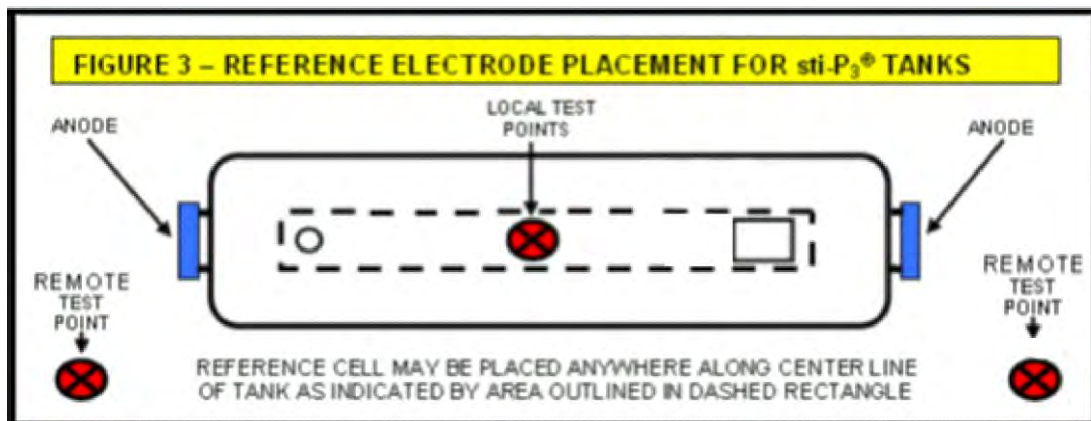 FIGURE 3 – REFERENCE ELECTRODE PLACEMENT FOR sti-P₃® TANKS
LOCAL TEST
POINTS
ANODE
ANODE
REMOTE
TEST
POINT
REMOTE
TEST
POINT
REFERENCE CELL MAY BE PLACED ANYWHERE ALONG CENTER LINE
OF TANK AS INDICATED BY AREA OUTLINED IN DASHED RECTANGLE